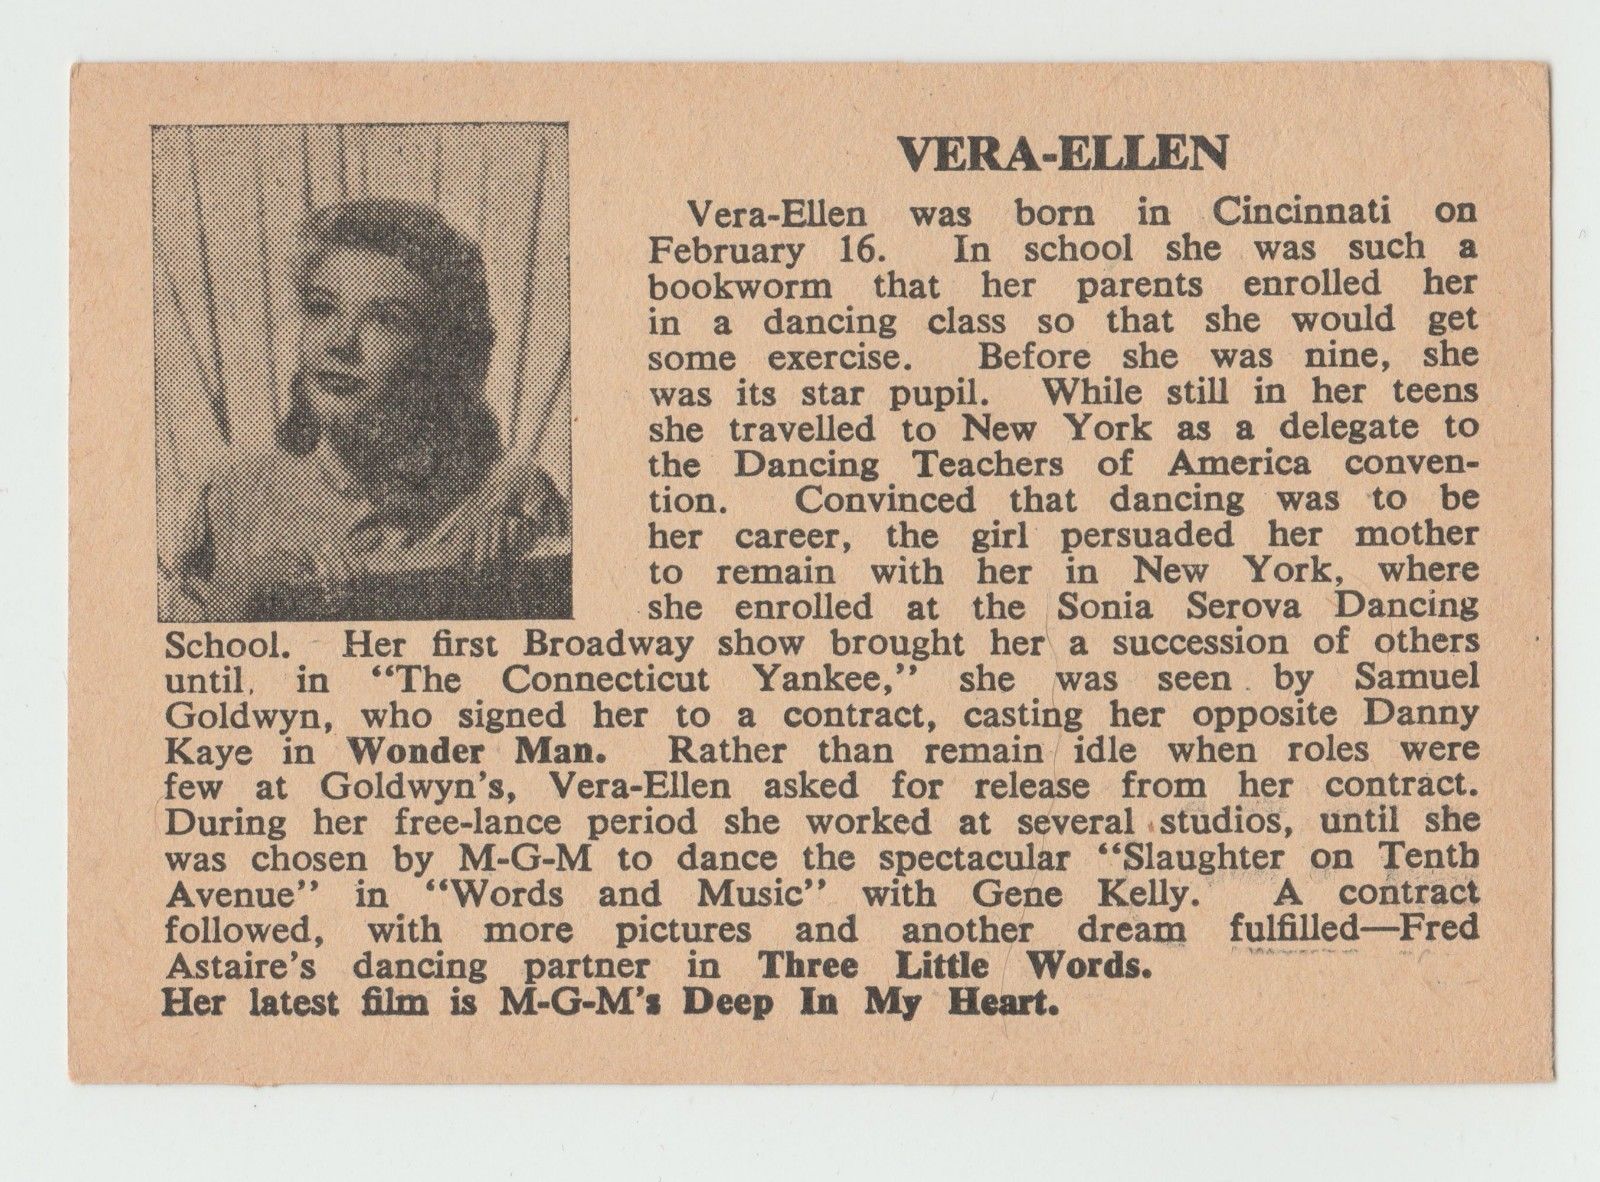 VERA-ELLEN
Vera-Ellen was born in Cincinnati on
February 16. In school she was such a
bookworm that her parents enrolled her
in a dancing class so that she would get
some exercise. Before she was nine, she
was its star pupil. While still in her teens
she travelled to New York as a delegate to
the Dancing Teachers of America conven-
tion. Convinced that dancing was to be
her career, the girl persuaded her mother
to remain with her in New York, where
she enrolled at the Sonia Serova Dancing
School. Her first Broadway show brought her a succession of others
until, in “The Connecticut Yankee,” she was seen by Samuel
Goldwyn, who signed her to a contract, casting her opposite Danny
Kaye in Wonder Man. Rather than remain idle when roles were
few at Goldwyn's, Vera-Ellen asked for release from her contract.
During her free-lance period she worked at several studios, until she
was chosen by M-G-M to dance the spectacular “Slaughter on Tenth
Avenue” in “Words and Music” with Gene Kelly. A contract
followed, with more pictures and another dream fulfilled—Fred
Astaire's dancing partner in Three Little Words.
Her latest film is M-G-M's Deep In My Heart.